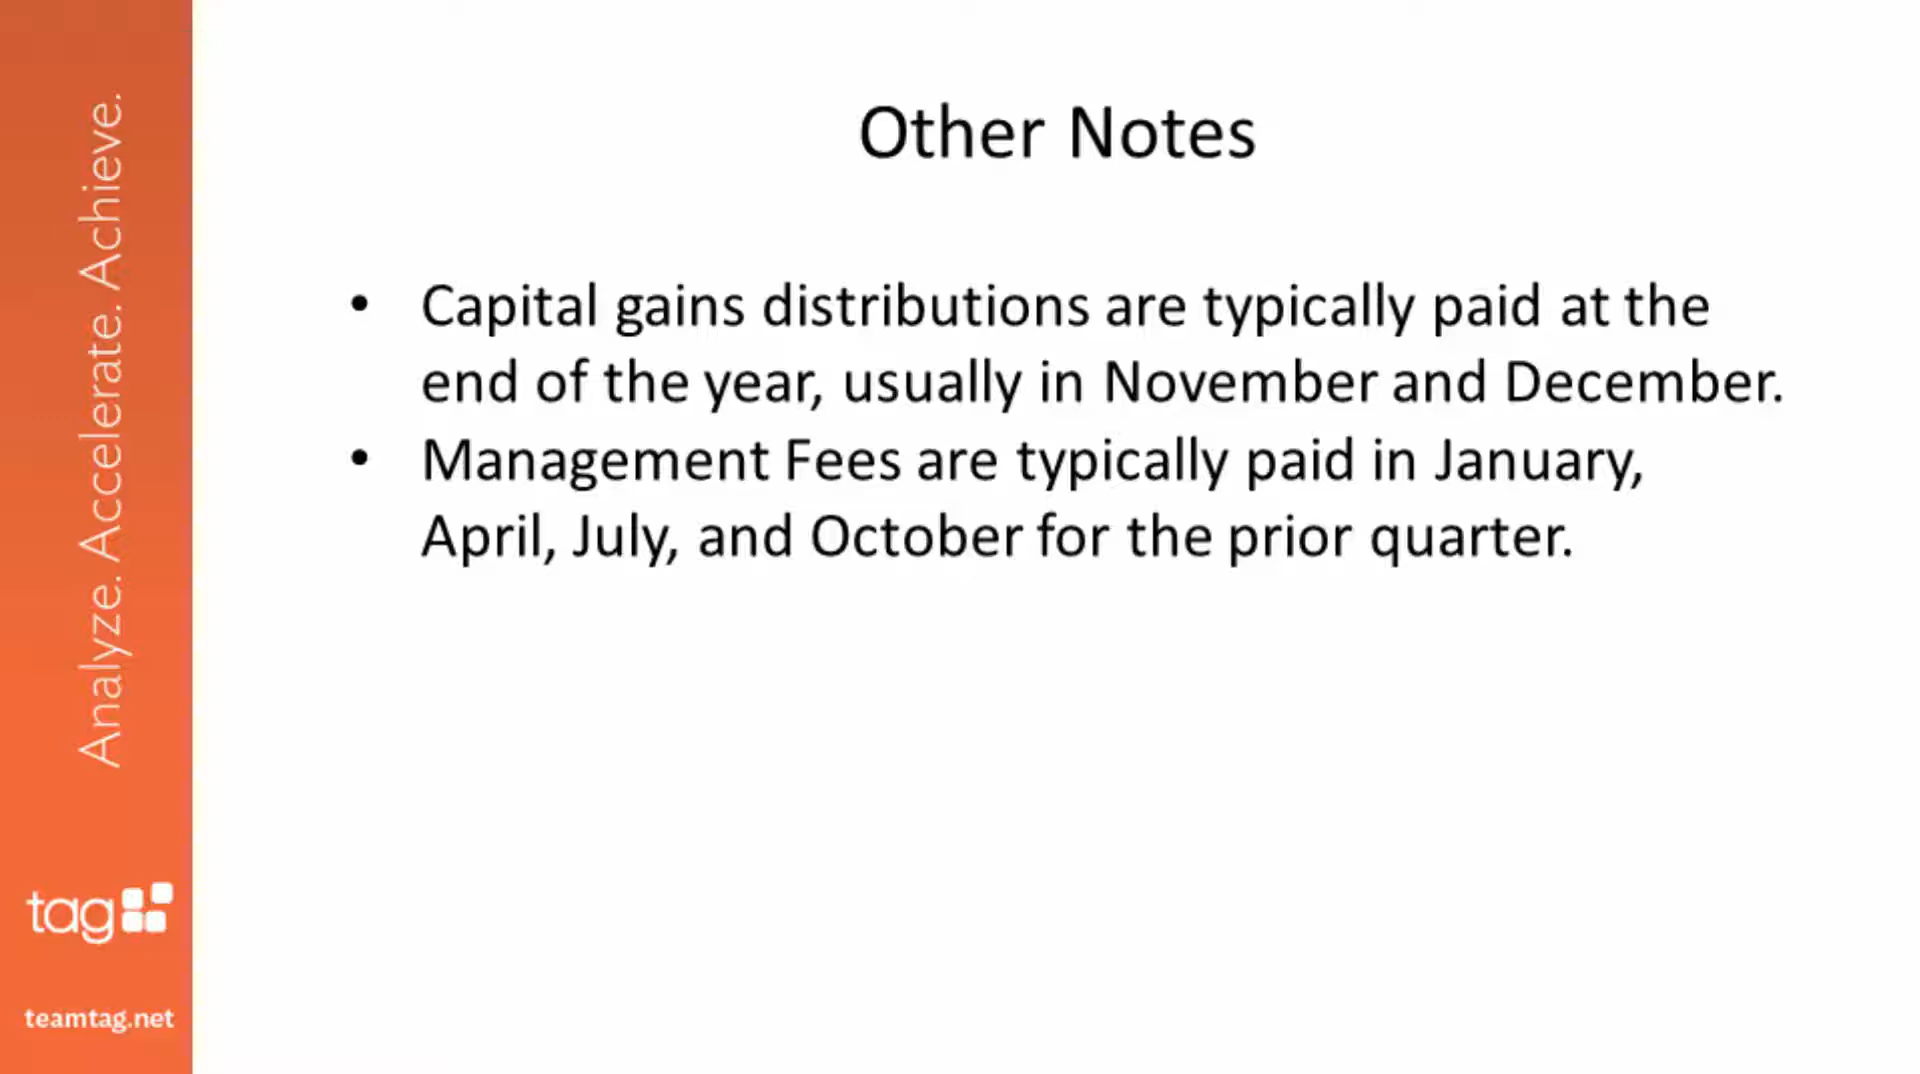 Other Notes
• Capital gains distributions are typically paid at the
end of the year, usually in November and December.
• Management Fees are typically paid in January,
April, July, and October for the prior quarter.
Analyze. Accelerate. Achieve.
tag
teamtag.net